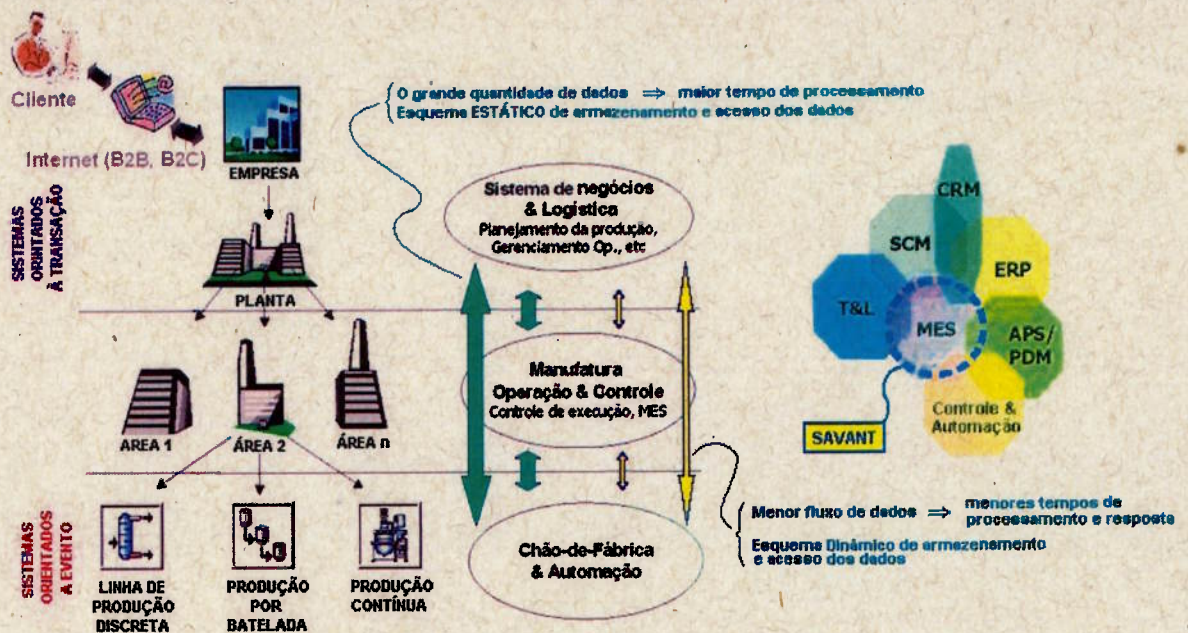 Cliente
Internet (B2B, B2C)
EMPRESA
SISTEMAS
ORINTADOS
À TRANSAÇÃO
PLANTA
AREA 1
ÁREA 2
ÁREA n
SISTEMAS
ORIENTADOS
A EVENTO
LINHA DE
PRODUÇÃO
DISCRETA
PRODUÇÃO
POR
BATELADA
PRODUÇÃO
CONTÍNUA
O grande quantidade de dados ⇒ maior tempo de processamento
Esquema ESTÁTICO de armazenamento e acesso dos dados
Sistema de negócios
& Logística
Planejamento da produção,
Gerenciamento Op., etc
Manufatura
Operação & Controle
Controle de execução, MES
Chão-de-Fábrica
& Automação
CRM
SCM
ERP
T&L
MES
APS/
PDM
Controle &
Automação
SAVANT
Menor fluxo de dados ⇒ menores tempos de
processamento e resposta
Esquema Dinâmico de armazenamento
e acesso dos dados